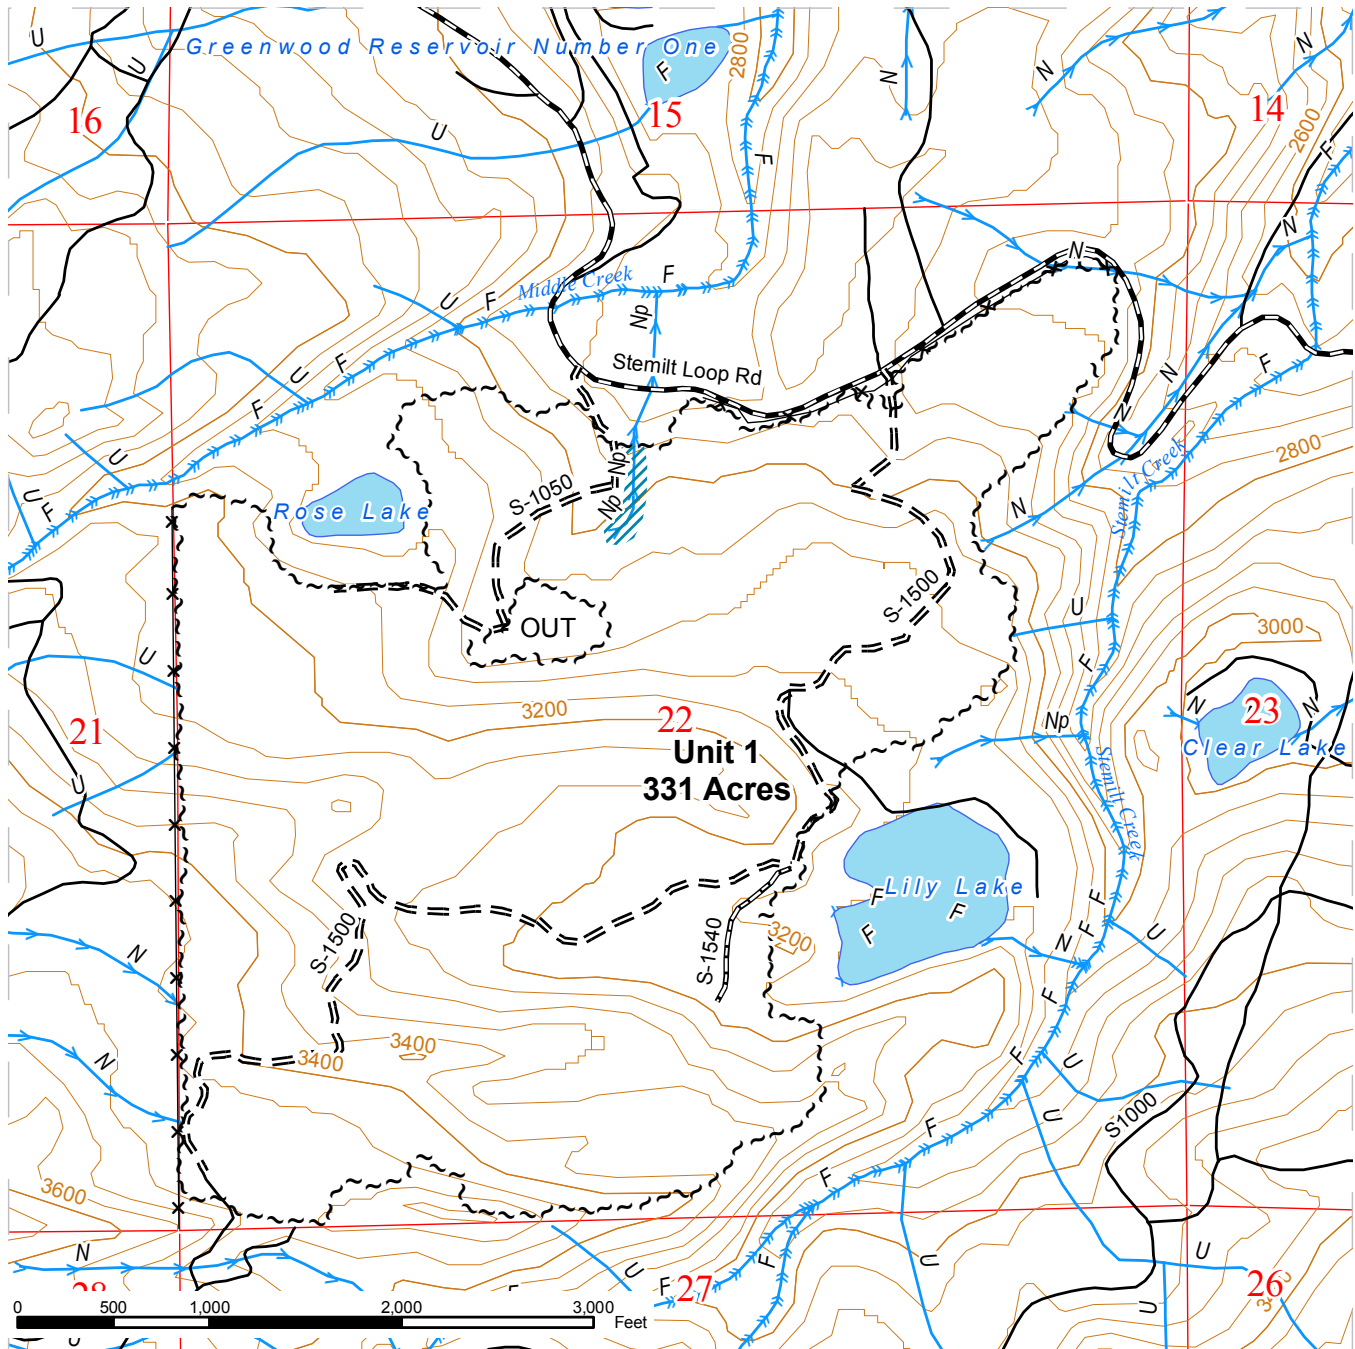 U
Greenwood Reservoir Number One
F
2800
N
N
N
14
16
U
15
U
2600
F
F
N
N
U
F
Middle Creek
F
Np
U
F
Stemilt Loop Rd
N
F
F
N
U
Np
2800
Stemilt Creek
U
F
Rose Lake
S-1050
Np
N
S-1500
U
OUT
3000
U
F
3200
22
Np
N
N
23
21
Unit 1
Clear Lake
331 Acres
U
Stemilt Creek
Lily Lake
F
F
F
F
S-1500
3200
F
N
F
U
N
S-1540
F
3400
3400
N
F
U
S1000
U
F
3600
F
N
U
U
F
U
F
27
26
28
U
0 500 1,000 2,000 3,000
Feet